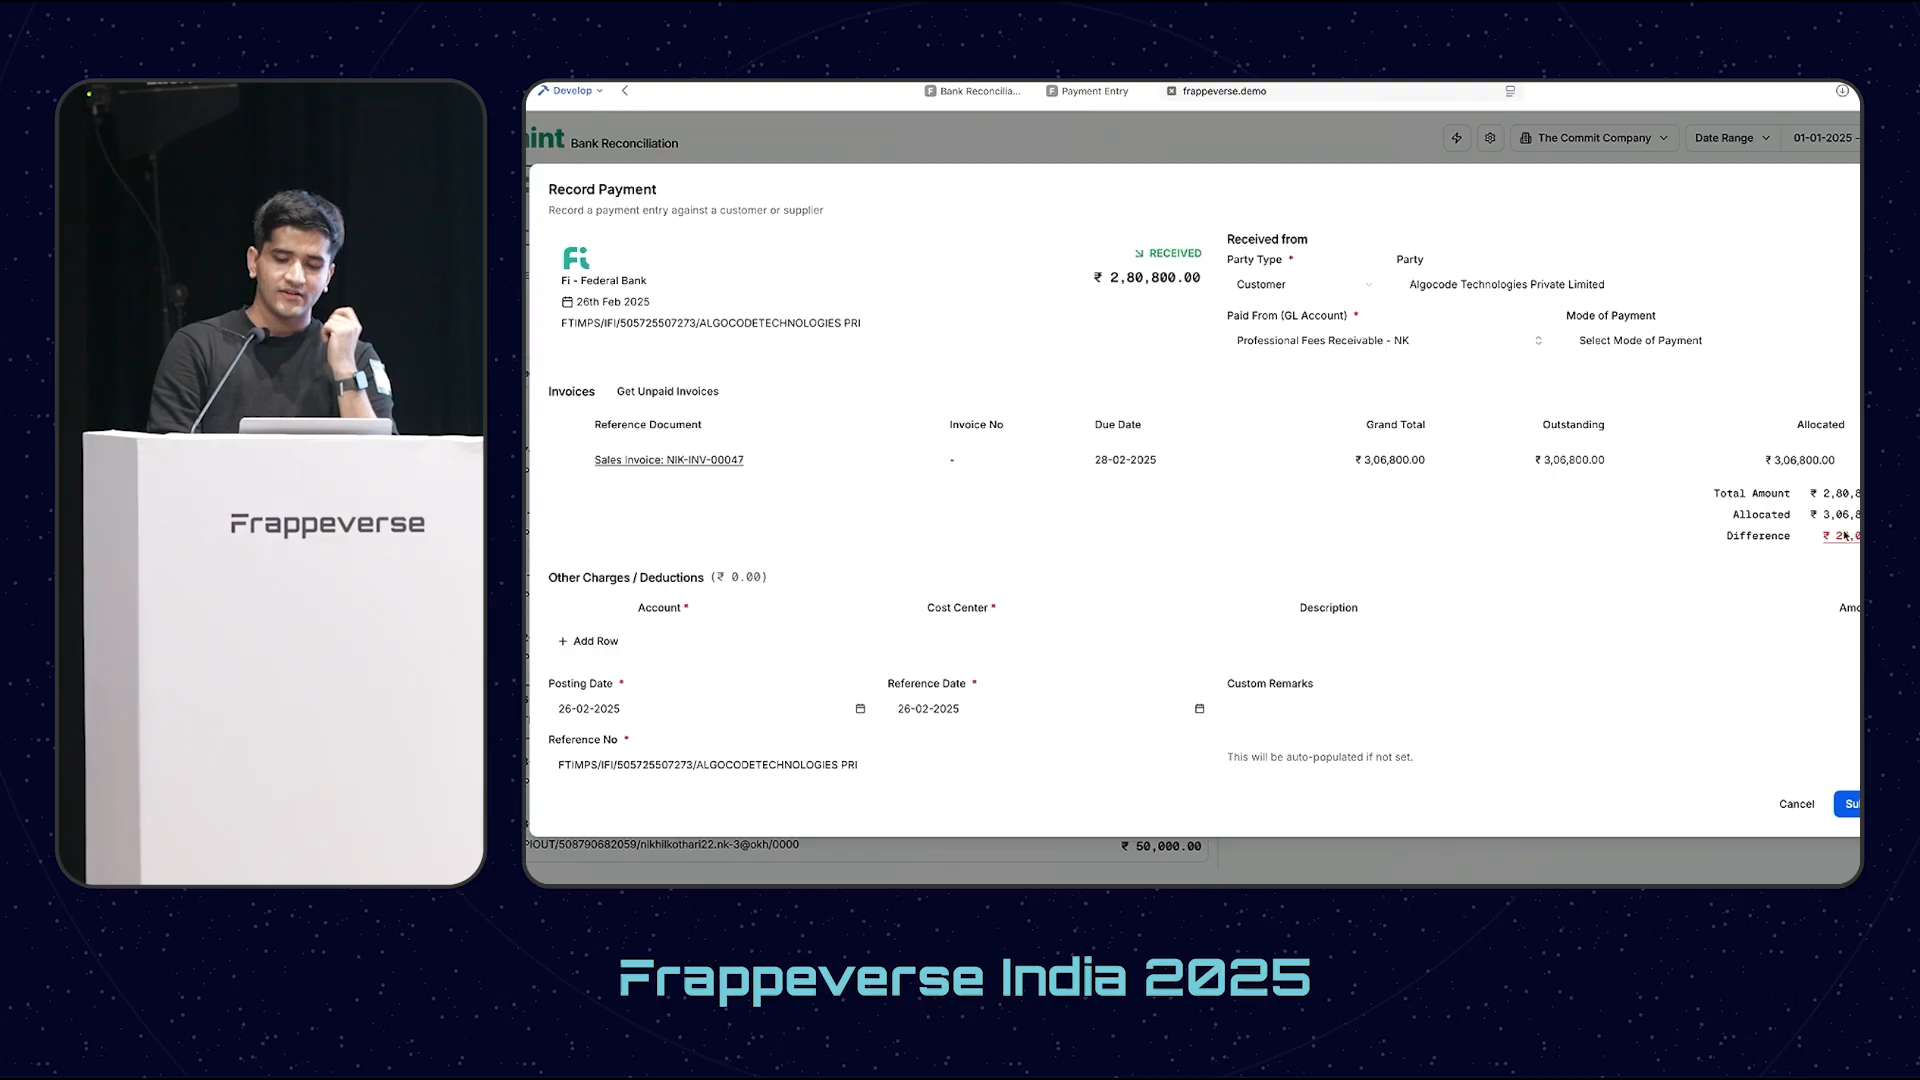 Frappeverse
Develop
Bank Reconcilia...
Payment Entry
frappeverse.demo
Bank Reconciliation
The Commit Company
Date Range
01-01-2025 -
Record Payment
Record a payment entry against a customer or supplier
Fi
Fi - Federal Bank
26th Feb 2025
FTIMPS/IFI/505725507273/ALGOCODETECHNOLOGIES PRI
RECEIVED
₹ 2,80,800.00
Received from
Party Type *
Party
Customer
Algocode Technologies Private Limited
Paid From (GL Account) *
Mode of Payment
Professional Fees Receivable - NK
Select Mode of Payment
Invoices
Get Unpaid Invoices
Reference Document
Invoice No
Due Date
Grand Total
Outstanding
Allocated
Sales Invoice: NIK-INV-00047
-
28-02-2025
₹ 3,06,800.00
₹ 3,06,800.00
₹ 3,06,800.00
Total Amount ₹ 2,80,8
Allocated ₹ 3,06,8
Difference
Other Charges / Deductions (₹ 0.00)
Account *
Cost Center *
Description
Amo
+ Add Row
Posting Date *
Reference Date *
Custom Remarks
26-02-2025
26-02-2025
Reference No *
FTIMPS/IFI/505725507273/ALGOCODETECHNOLOGIES PRI
This will be auto-populated if not set.
Cancel
Su
PIOUT/508790682059/nikhilkothari22.nk-3@okh/0000
₹ 50,000.00
Frappeverse India 2025